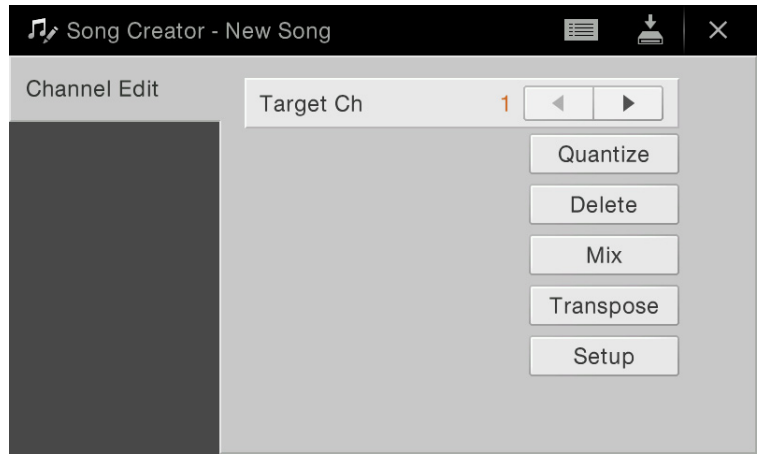 Song Creator - New Song
Channel Edit
Target Ch 1
Quantize
Delete
Mix
Transpose
Setup